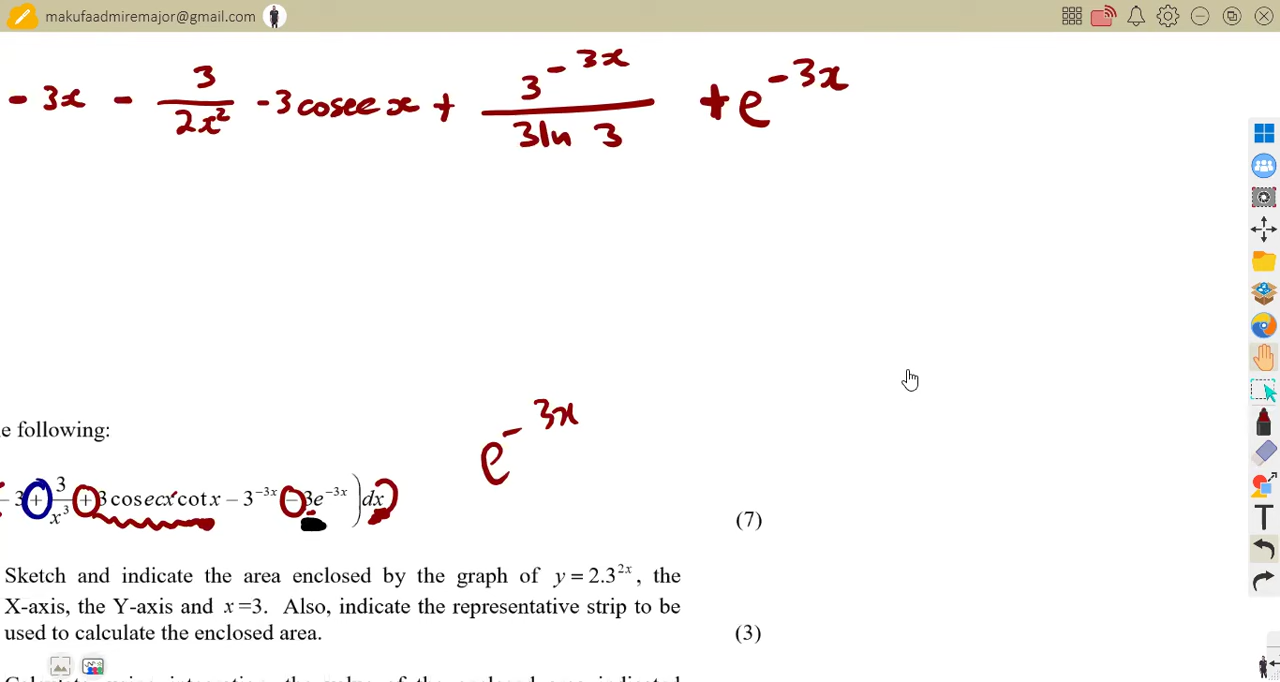 makufaadmiremajor@gmail.com
- 3x - 3/2x² -3 cosec x + 3^-3x/3ln 3 + e^-3x
e following:
e^-3x
- 3 + 3/x³ + 3cosecx cot x - 3^-3x - 3e^-3x ) dx
(7)
Sketch and indicate the area enclosed by the graph of y = 2.3^2x, the
X-axis, the Y-axis and x =3. Also, indicate the representative strip to be
used to calculate the enclosed area.
(3)